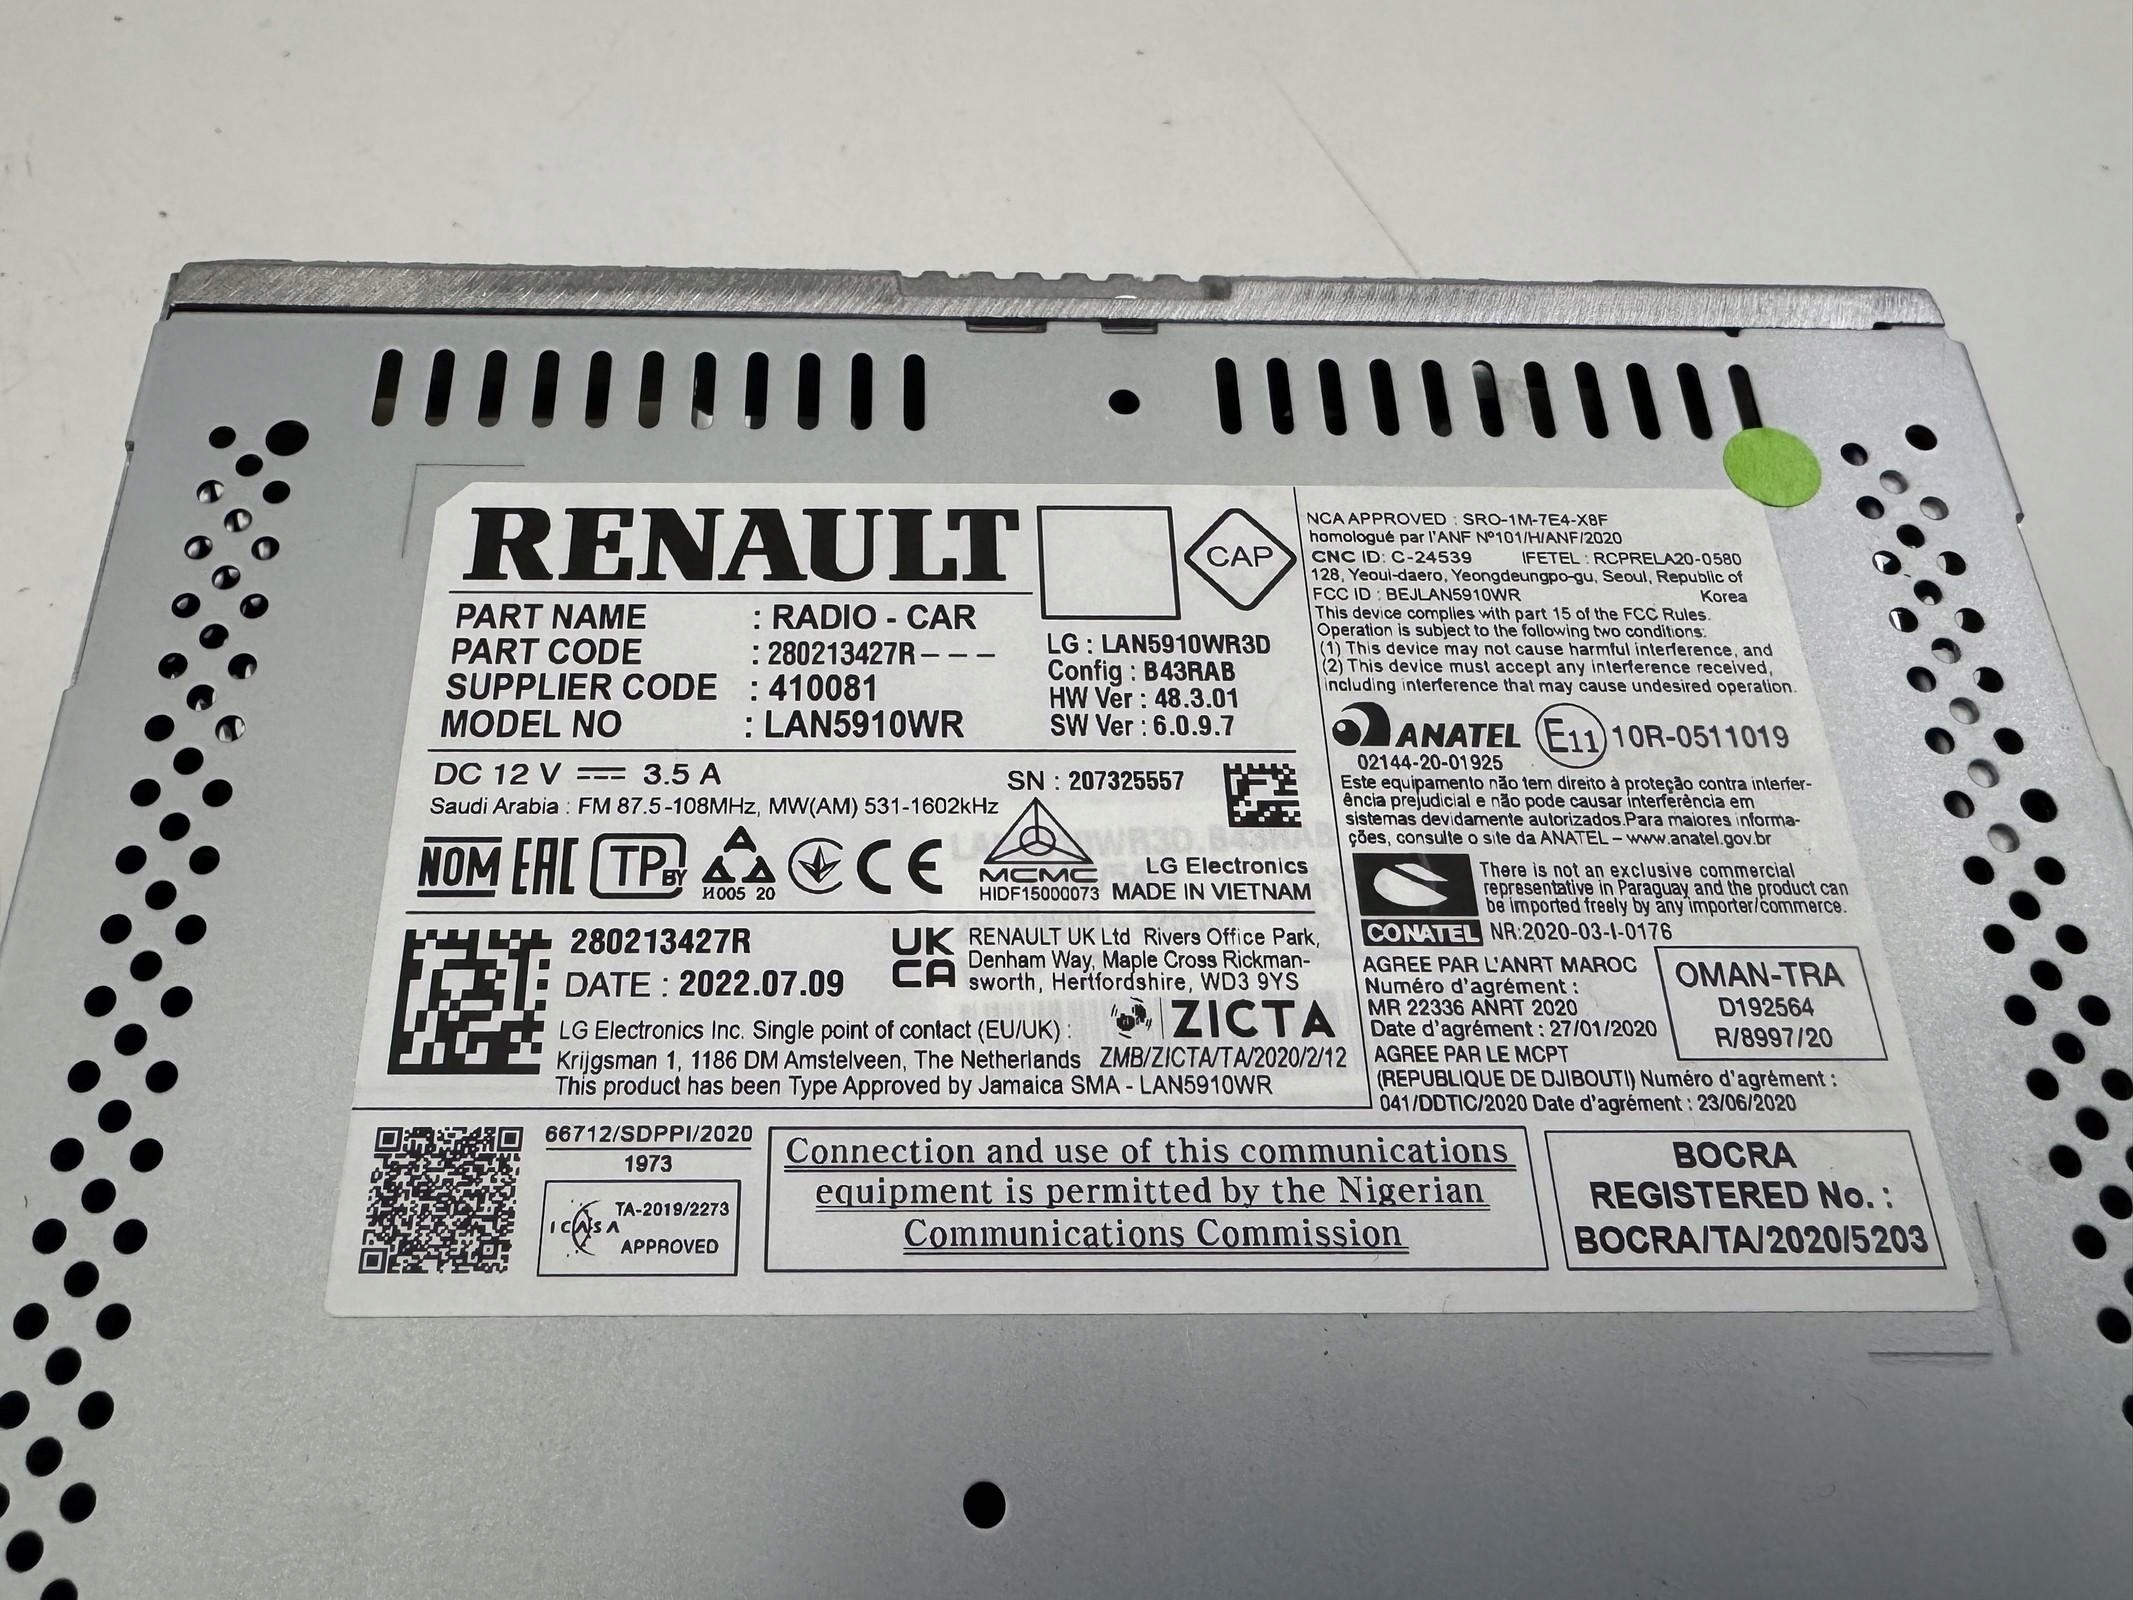 RENAULT
CAP
PART NAME : RADIO - CAR
PART CODE : 280213427R---
SUPPLIER CODE : 410081
MODEL NO : LAN5910WR
LG : LAN5910WR3D
Config : B43RAB
HW Ver : 48.3.01
SW Ver : 6.0.9.7
DC 12 V 3.5 A
Saudi Arabia : FM 87.5-108MHz, MW(AM) 531-1602kHz
SN : 207325557
NOM EAC TP BY
И005 20
CE
MCMC
HIDF15000073
LG Electronics
MADE IN VIETNAM
280213427R
DATE : 2022.07.09
UK
CA
RENAULT UK Ltd Rivers Office Park,
Denham Way, Maple Cross Rickman-
sworth, Hertfordshire, WD3 9YS
ZICTA
LG Electronics Inc. Single point of contact (EU/UK) :
Krijgsman 1, 1186 DM Amstelveen, The Netherlands ZMB/ZICTA/TA/2020/2/12
This product has been Type Approved by Jamaica SMA - LAN5910WR
NCA APPROVED : SRO-1M-7E4-X8F
homologué par l'ANF Nº101/H/ANF/2020
CNC ID: C-24539 IFETEL : RCPRELA20-0580
128, Yeoui-daero, Yeongdeungpo-gu, Seoul, Republic of
FCC ID : BEJLAN5910WR Korea
This device complies with part 15 of the FCC Rules.
Operation is subject to the following two conditions:
(1) This device may not cause harmful interference, and
(2) This device must accept any interference received,
including interference that may cause undesired operation.
ANATEL E11 10R-0511019
02144-20-01925
Este equipamento não tem direito à proteção contra interfer-
ência prejudicial e não pode causar interferência em
sistemas devidamente autorizados.Para maiores informa-
ções, consulte o site da ANATEL – www.anatel.gov.br
There is not an exclusive commercial
representative in Paraguay and the product can
be imported freely by any importer/commerce.
CONATEL NR:2020-03-I-0176
AGREE PAR L'ANRT MAROC
Numéro d'agrément :
MR 22336 ANRT 2020
Date d'agrément : 27/01/2020
OMAN-TRA
D192564
R/8997/20
AGREE PAR LE MCPT
(REPUBLIQUE DE DJIBOUTI) Numéro d'agrément :
041/DDTIC/2020 Date d'agrément : 23/06/2020
66712/SDPPI/2020
1973
ICASA TA-2019/2273
APPROVED
Connection and use of this communications
equipment is permitted by the Nigerian
Communications Commission
BOCRA
REGISTERED No. :
BOCRA/TA/2020/5203